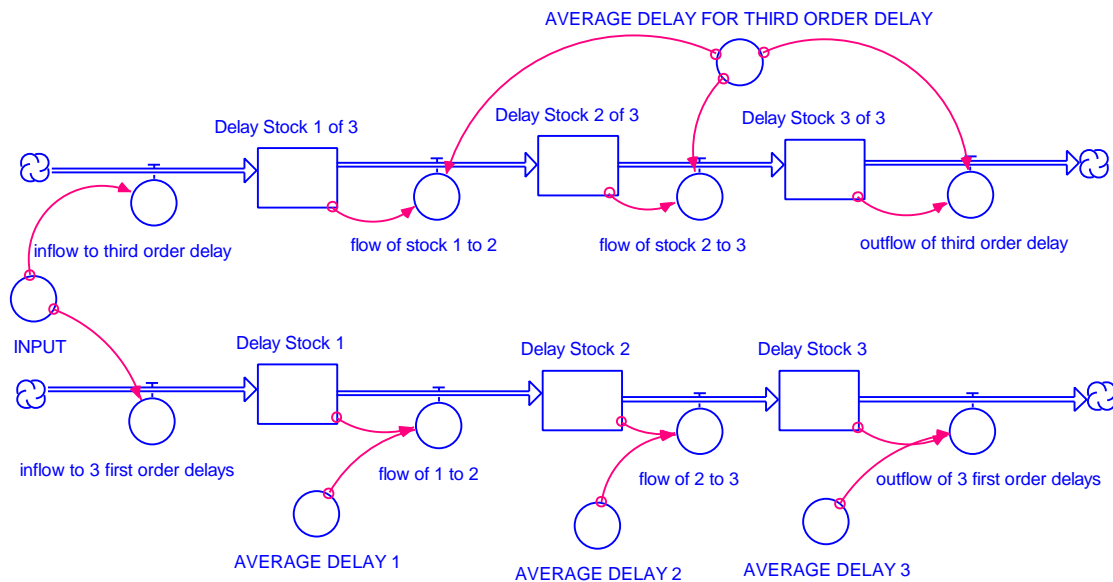 AVERAGE DELAY FOR THIRD ORDER DELAY
Delay Stock 1 of 3
Delay Stock 2 of 3
Delay Stock 3 of 3
inflow to third order delay
flow of stock 1 to 2
flow of stock 2 to 3
outflow of third order delay
INPUT
Delay Stock 1
Delay Stock 2
Delay Stock 3
inflow to 3 first order delays
flow of 1 to 2
flow of 2 to 3
outflow of 3 first order delays
AVERAGE DELAY 1
AVERAGE DELAY 2
AVERAGE DELAY 3